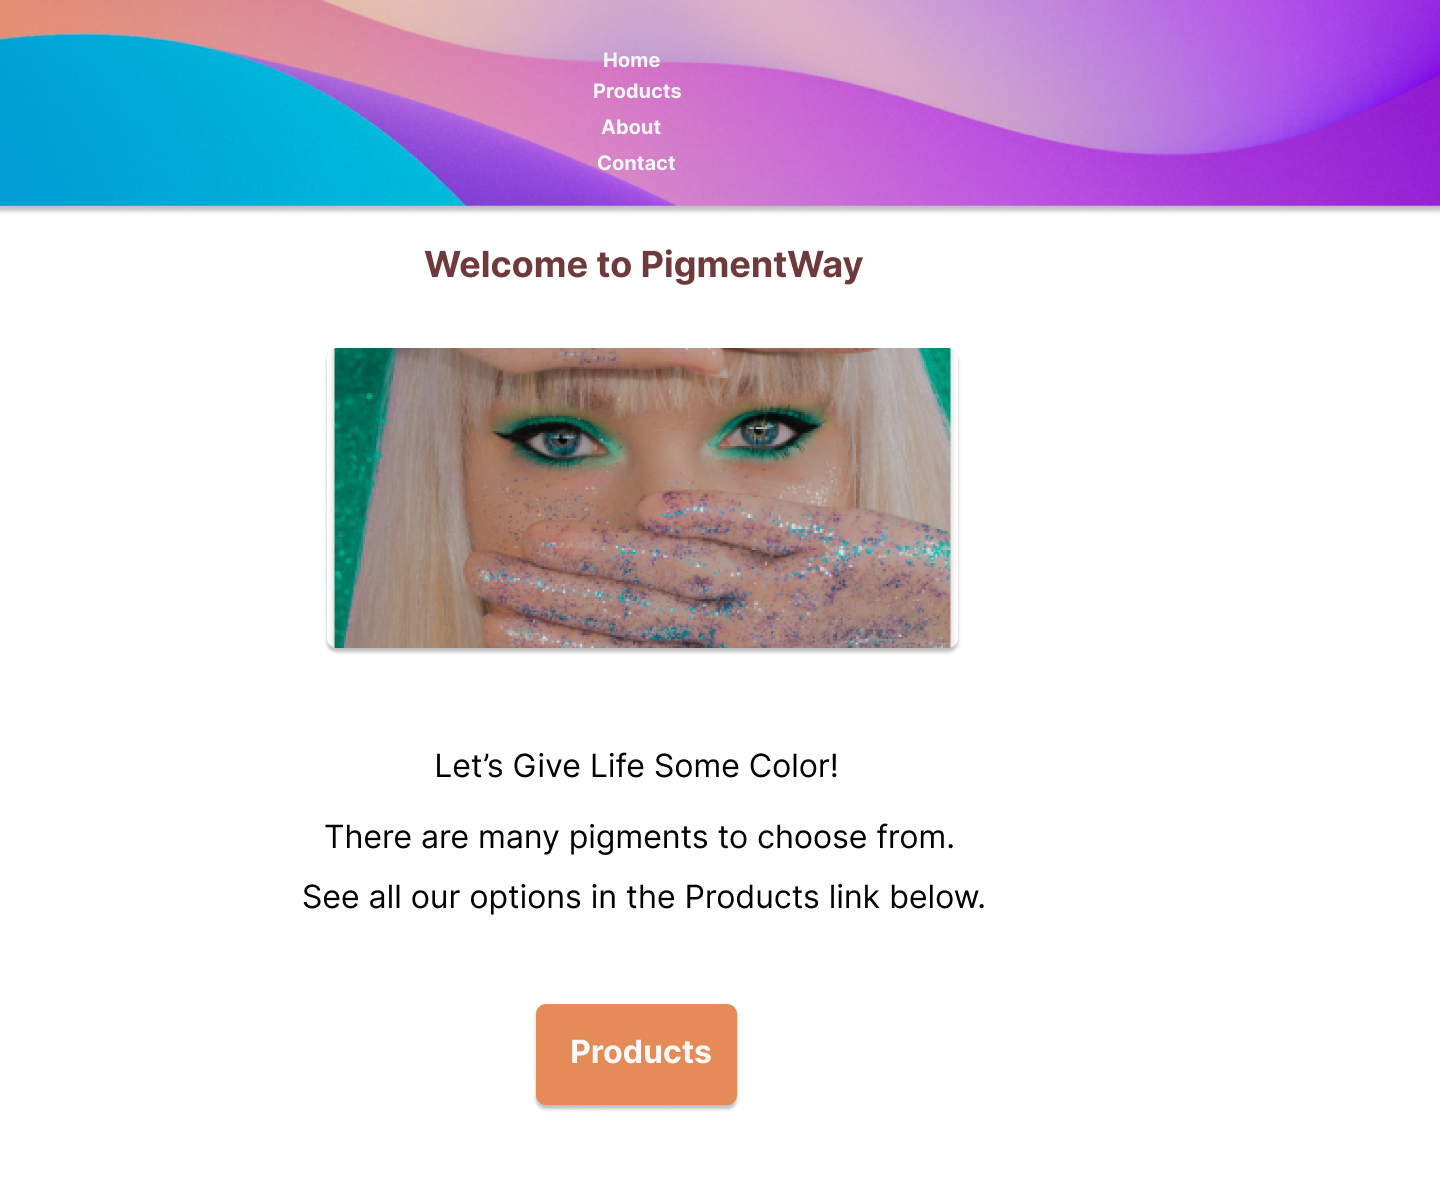 Home
Products
About
Contact
Welcome to PigmentWay
Let’s Give Life Some Color!
There are many pigments to choose from.
See all our options in the Products link below.
Products